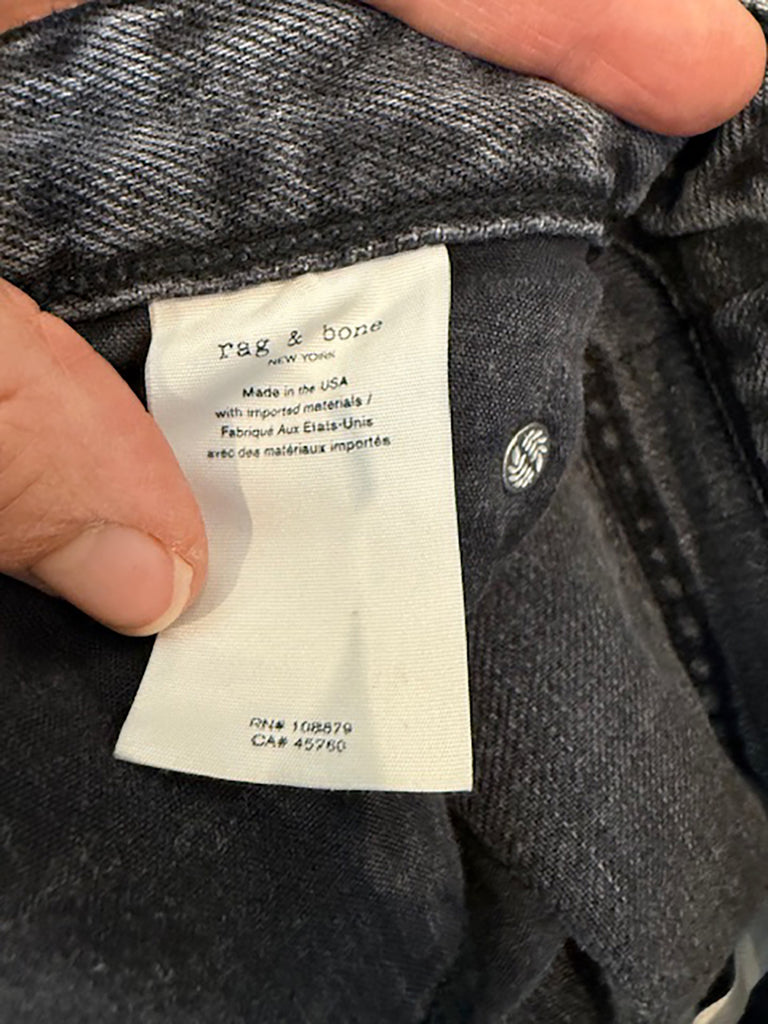 rag & bone
NEW YORK
Made in the USA
with imported materials /
Fabriqué Aux États-Unis
avec des matériaux importés
RN# 108879
CA# 45760